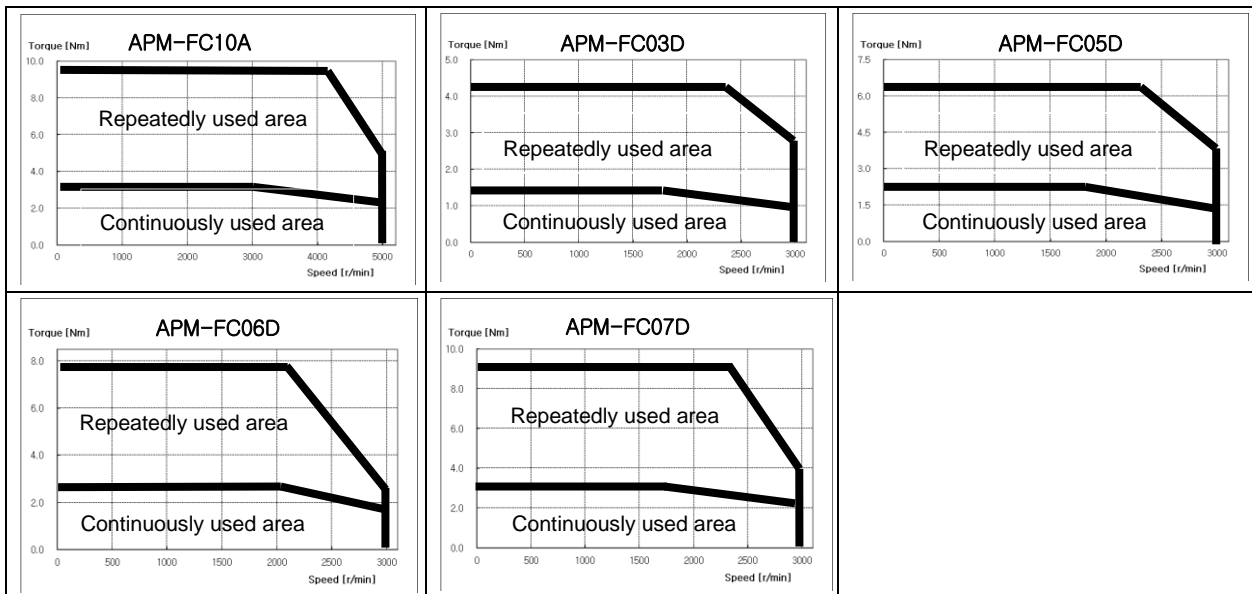 APM-FC10A
Torque [Nm]
10.0
8.0
6.0
4.0
2.0
0.0
Repeatedly used area
Continuously used area
0 1000 2000 3000 4000 5000
Speed [r/min]
APM-FC03D
Torque [Nm]
5.0
4.0
3.0
2.0
1.0
0.0
Repeatedly used area
Continuously used area
0 500 1000 1500 2000 2500 3000
Speed [r/min]
APM-FC05D
Torque [Nm]
7.5
6.0
4.5
3.0
1.5
0.0
Repeatedly used area
Continuously used area
0 500 1000 1500 2000 2500 3000
Speed [r/min]
APM-FC06D
Torque [Nm]
8.0
6.0
4.0
2.0
0.0
Repeatedly used area
Continuously used area
0 500 1000 1500 2000 2500 3000
Speed [r/min]
APM-FC07D
Torque [Nm]
10.0
8.0
6.0
4.0
2.0
0.0
Repeatedly used area
Continuously used area
0 500 1000 1500 2000 2500 3000
Speed [r/min]